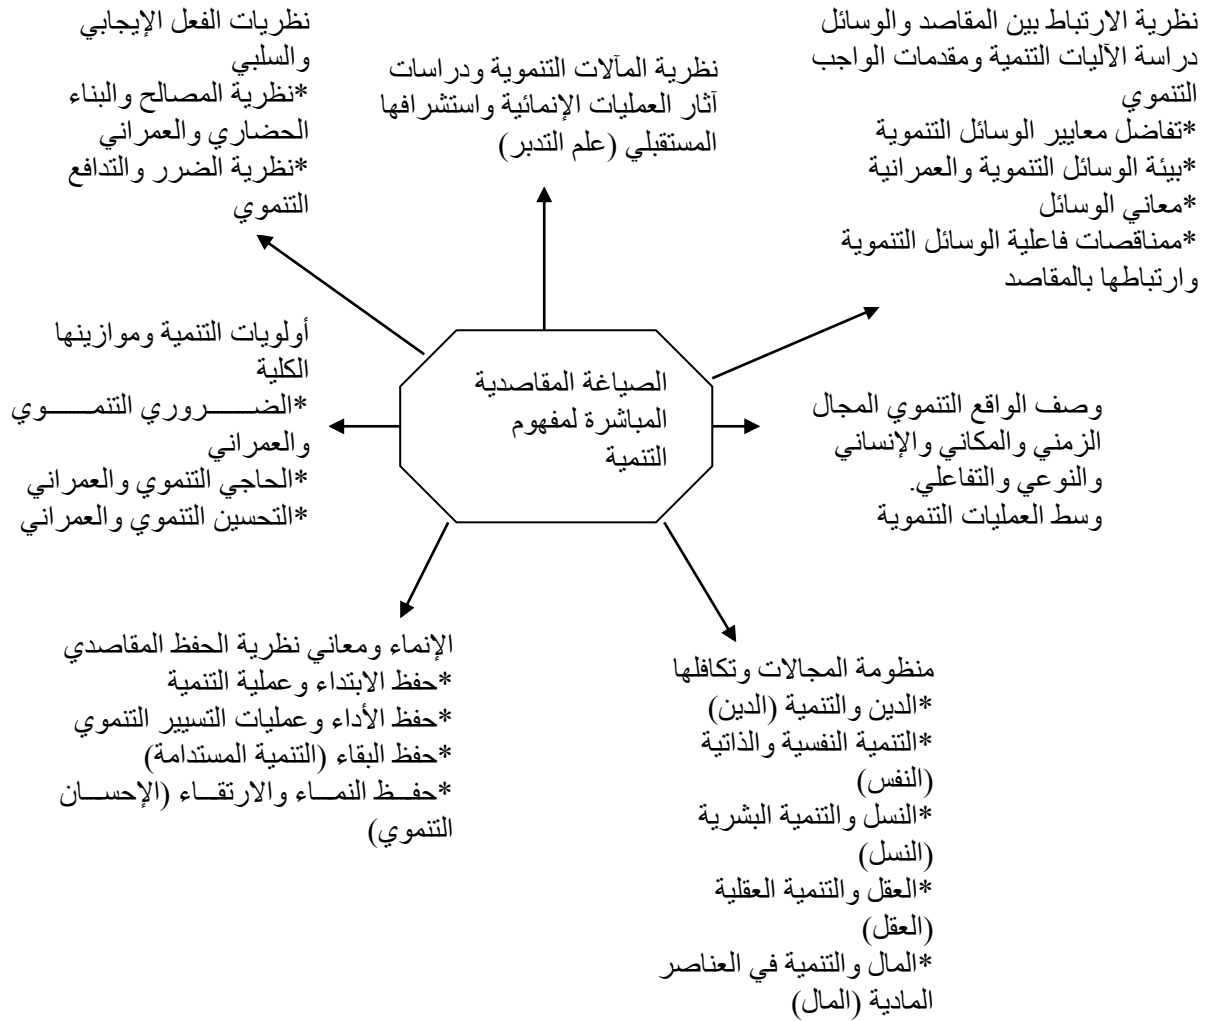 نظرية الارتباط بين المقاصد والوسائل
دراسة الآليات التنمية ومقدمات الواجب
التنموي
*تفاضل معايير الوسائل التنموية
*بيئة الوسائل التنموية والعمرانية
*معاني الوسائل
*ممناقصات فاعلية الوسائل التنموية
وارتباطها بالمقاصد
نظرية المآلات التنموية ودراسات
آثار العمليات الإنمائية واستشرافها
المستقبلي (علم التدبر)
نظريات الفعل الإيجابي
والسلبي
*نظرية المصالح والبناء
الحضاري والعمراني
*نظرية الضرر والتدافع
التنموي
الصياغة المقاصدية
المباشرة لمفهوم
التنمية
وصف الواقع التنموي المجال
الزمني والمكاني والإنساني
والنوعي والتفاعلي.
وسط العمليات التنموية
أولويات التنمية وموازينها
الكلية
*الضـــــــروري التنمـــــــوي
والعمراني
*الحاجي التنموي والعمراني
*التحسين التنموي والعمراني
منظومة المجالات وتكافلها
*الدين والتنمية (الدين)
*التنمية النفسية والذاتية
(النفس)
*النسل والتنمية البشرية
(النسل)
*العقل والتنمية العقلية
(العقل)
*المال والتنمية في العناصر
المادية (المال)
الإنماء ومعاني نظرية الحفظ المقاصدي
*حفظ الابتداء وعملية التنمية
*حفظ الأداء وعمليات التسيير التنموي
*حفظ البقاء (التنمية المستدامة)
*حفـــظ النمـــاء والارتقـــاء (الإحســـان
التنموي)